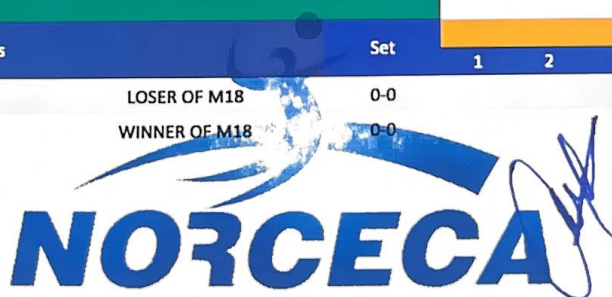 s Set 1 2
LOSER OF M18 0-0
WINNER OF M18 0-0
NORCECA